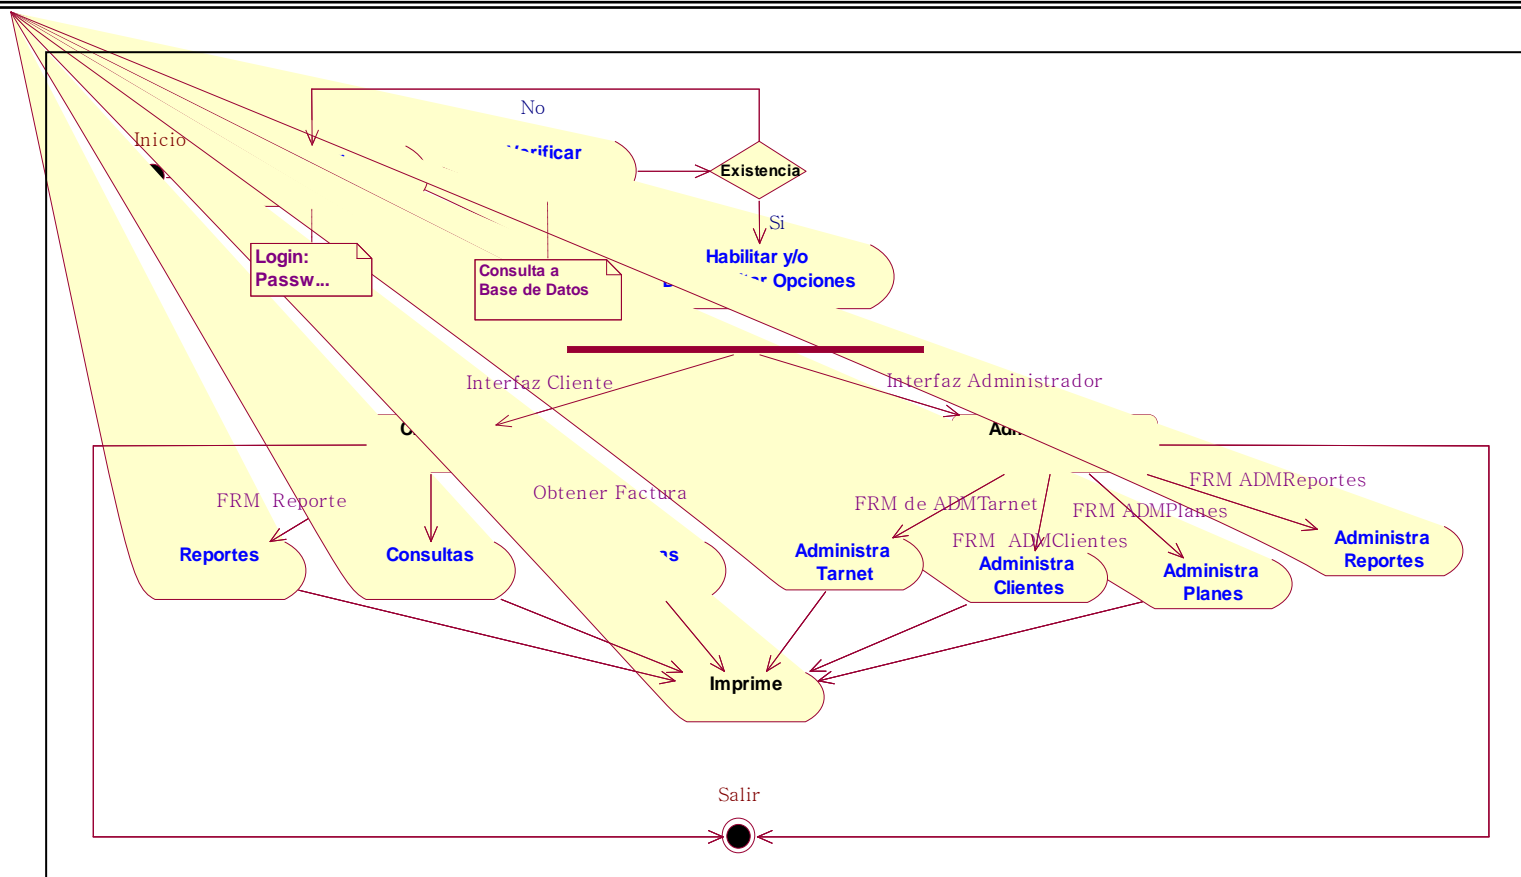 No
Inicio
Verificar
Existencia
Si
Login:
Passw...
Consulta a
Base de Datos
Habilitar y/o
Opciones
Interfaz Cliente
Interfaz Administrador
FRM  Reporte
Obtener Factura
FRM de ADMTarnet
FRM ADMPlanes
FRM ADMReportes
FRM  ADMClientes
Reportes
Consultas
Administra
Tarnet
Administra
Clientes
Administra
Planes
Administra
Reportes
Imprime
Salir